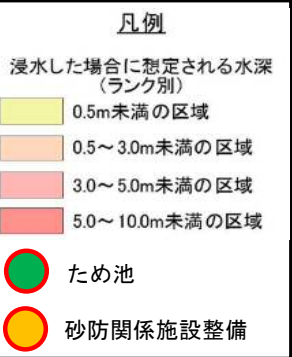 凡例
浸水した場合に想定される水深
(ランク別)
0.5m未満の区域
0.5～3.0m未満の区域
3.0～5.0m未満の区域
5.0～10.0m未満の区域
ため池
砂防関係施設整備